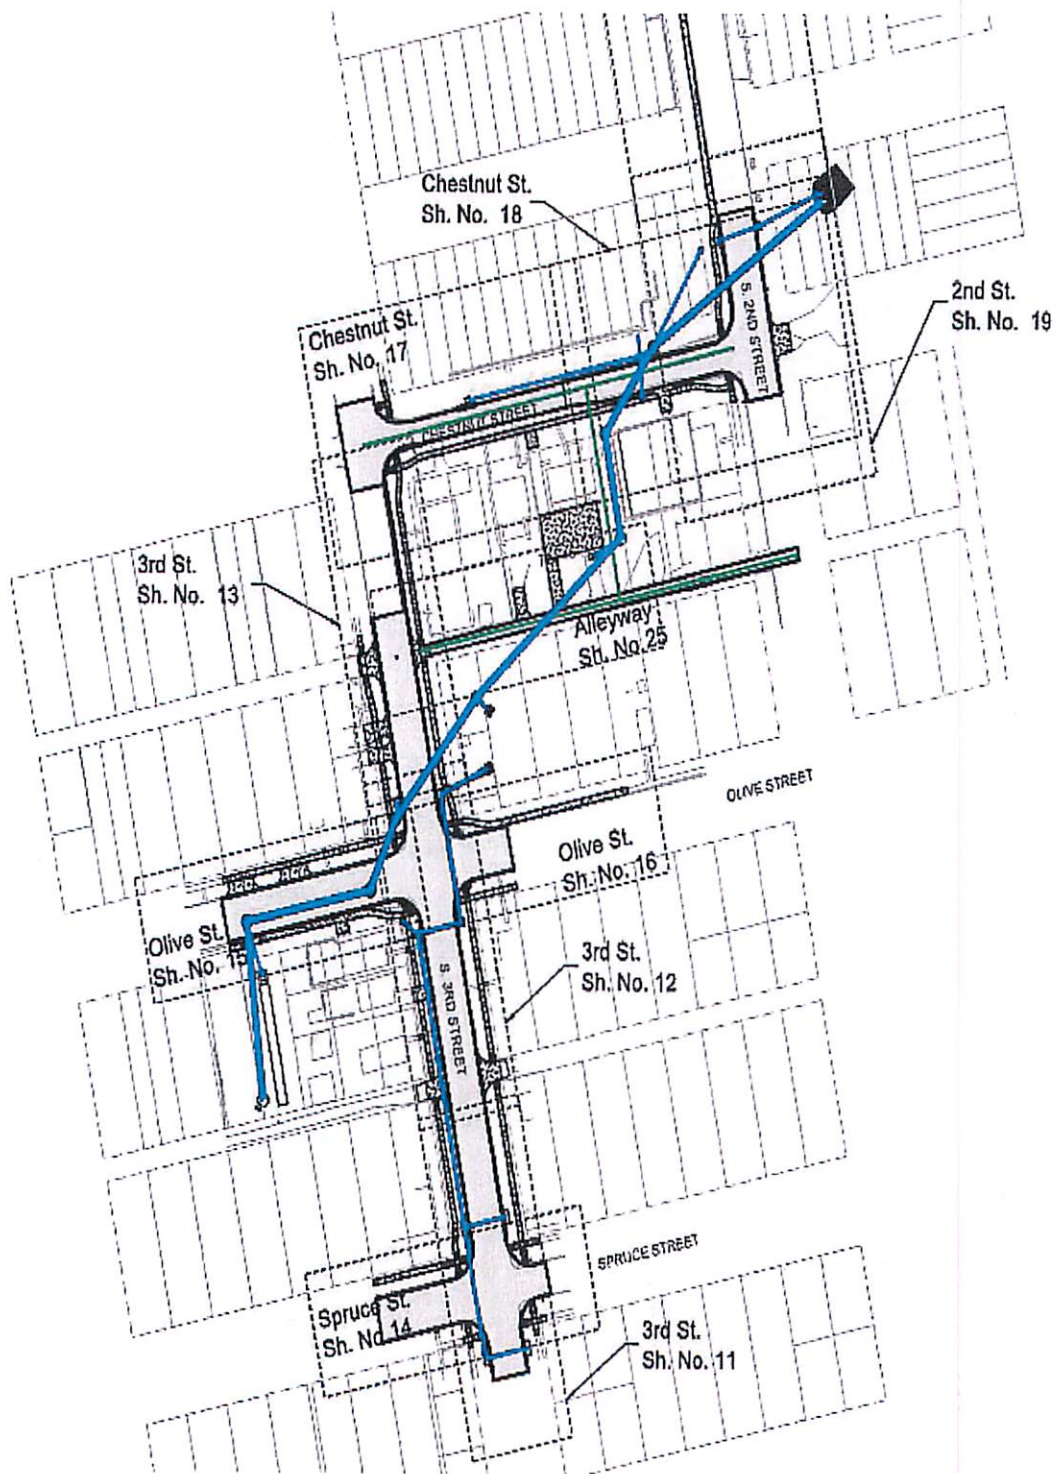 Chestnut St.
Sh. No. 18
2nd St.
Sh. No. 19
Chestnut St.
Sh. No. 17
S. 2ND STREET
CHESTNUT STREET
3rd St.
Sh. No. 13
Alleyway
Sh. No. 25
OLIVE STREET
Olive St.
Sh. No. 16
Olive St.
Sh. No. 15
3rd St.
Sh. No. 12
S 3RD STREET
SPRUCE STREET
Spruce St.
Sh. No 14
3rd St.
Sh. No. 11